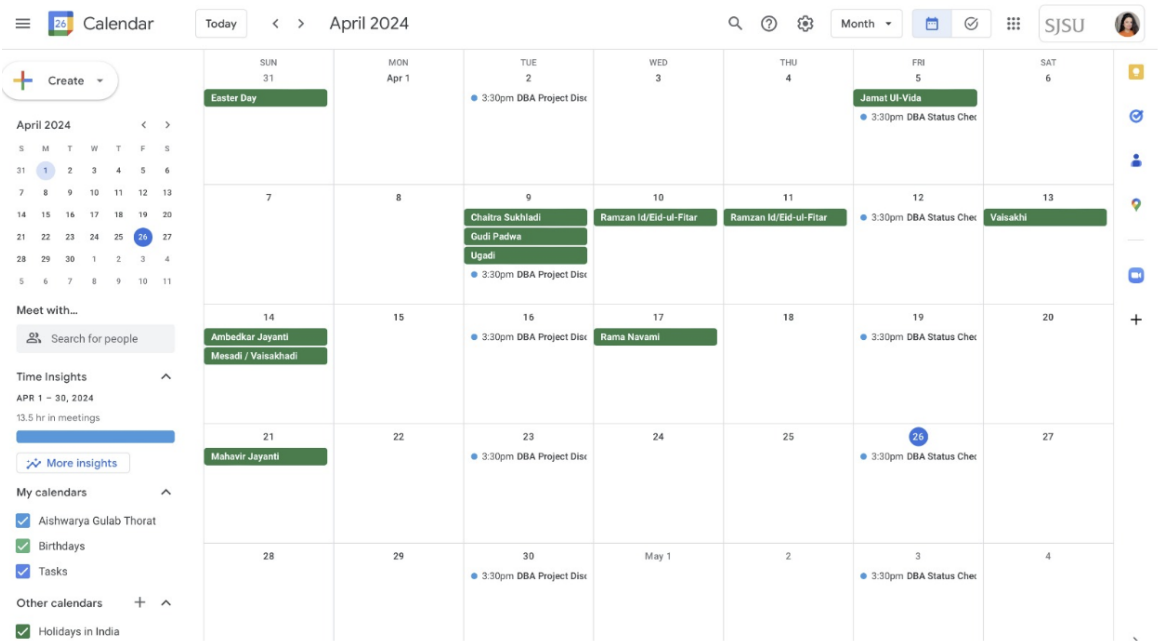 26 Calendar Today April 2024 Month SJSU
Create
April 2024
S M T W T F S
31 1 2 3 4 5 6
7 8 9 10 11 12 13
14 15 16 17 18 19 20
21 22 23 24 25 26 27
28 29 30 1 2 3 4
5 6 7 8 9 10 11
Meet with...
Search for people
Time Insights
APR 1 – 30, 2024
13.5 hr in meetings
More insights
My calendars
Aishwarya Gulab Thorat
Birthdays
Tasks
Other calendars
Holidays in India
SUN MON TUE WED THU FRI SAT
31 Apr 1 2 3 4 5 6
Easter Day
3:30pm DBA Project Disc
Jamat Ul-Vida
3:30pm DBA Status Chec
7 8 9 10 11 12 13
Chaitra Sukhladi
Gudi Padwa
Ugadi
3:30pm DBA Project Disc
Ramzan Id/Eid-ul-Fitar
Ramzan Id/Eid-ul-Fitar
3:30pm DBA Status Chec
Vaisakhi
14 15 16 17 18 19 20
Ambedkar Jayanti
Mesadi / Vaisakhadi
3:30pm DBA Project Disc
Rama Navami
3:30pm DBA Status Chec
21 22 23 24 25 26 27
Mahavir Jayanti
3:30pm DBA Project Disc
3:30pm DBA Status Chec
28 29 30 May 1 2 3 4
3:30pm DBA Project Disc
3:30pm DBA Status Chec